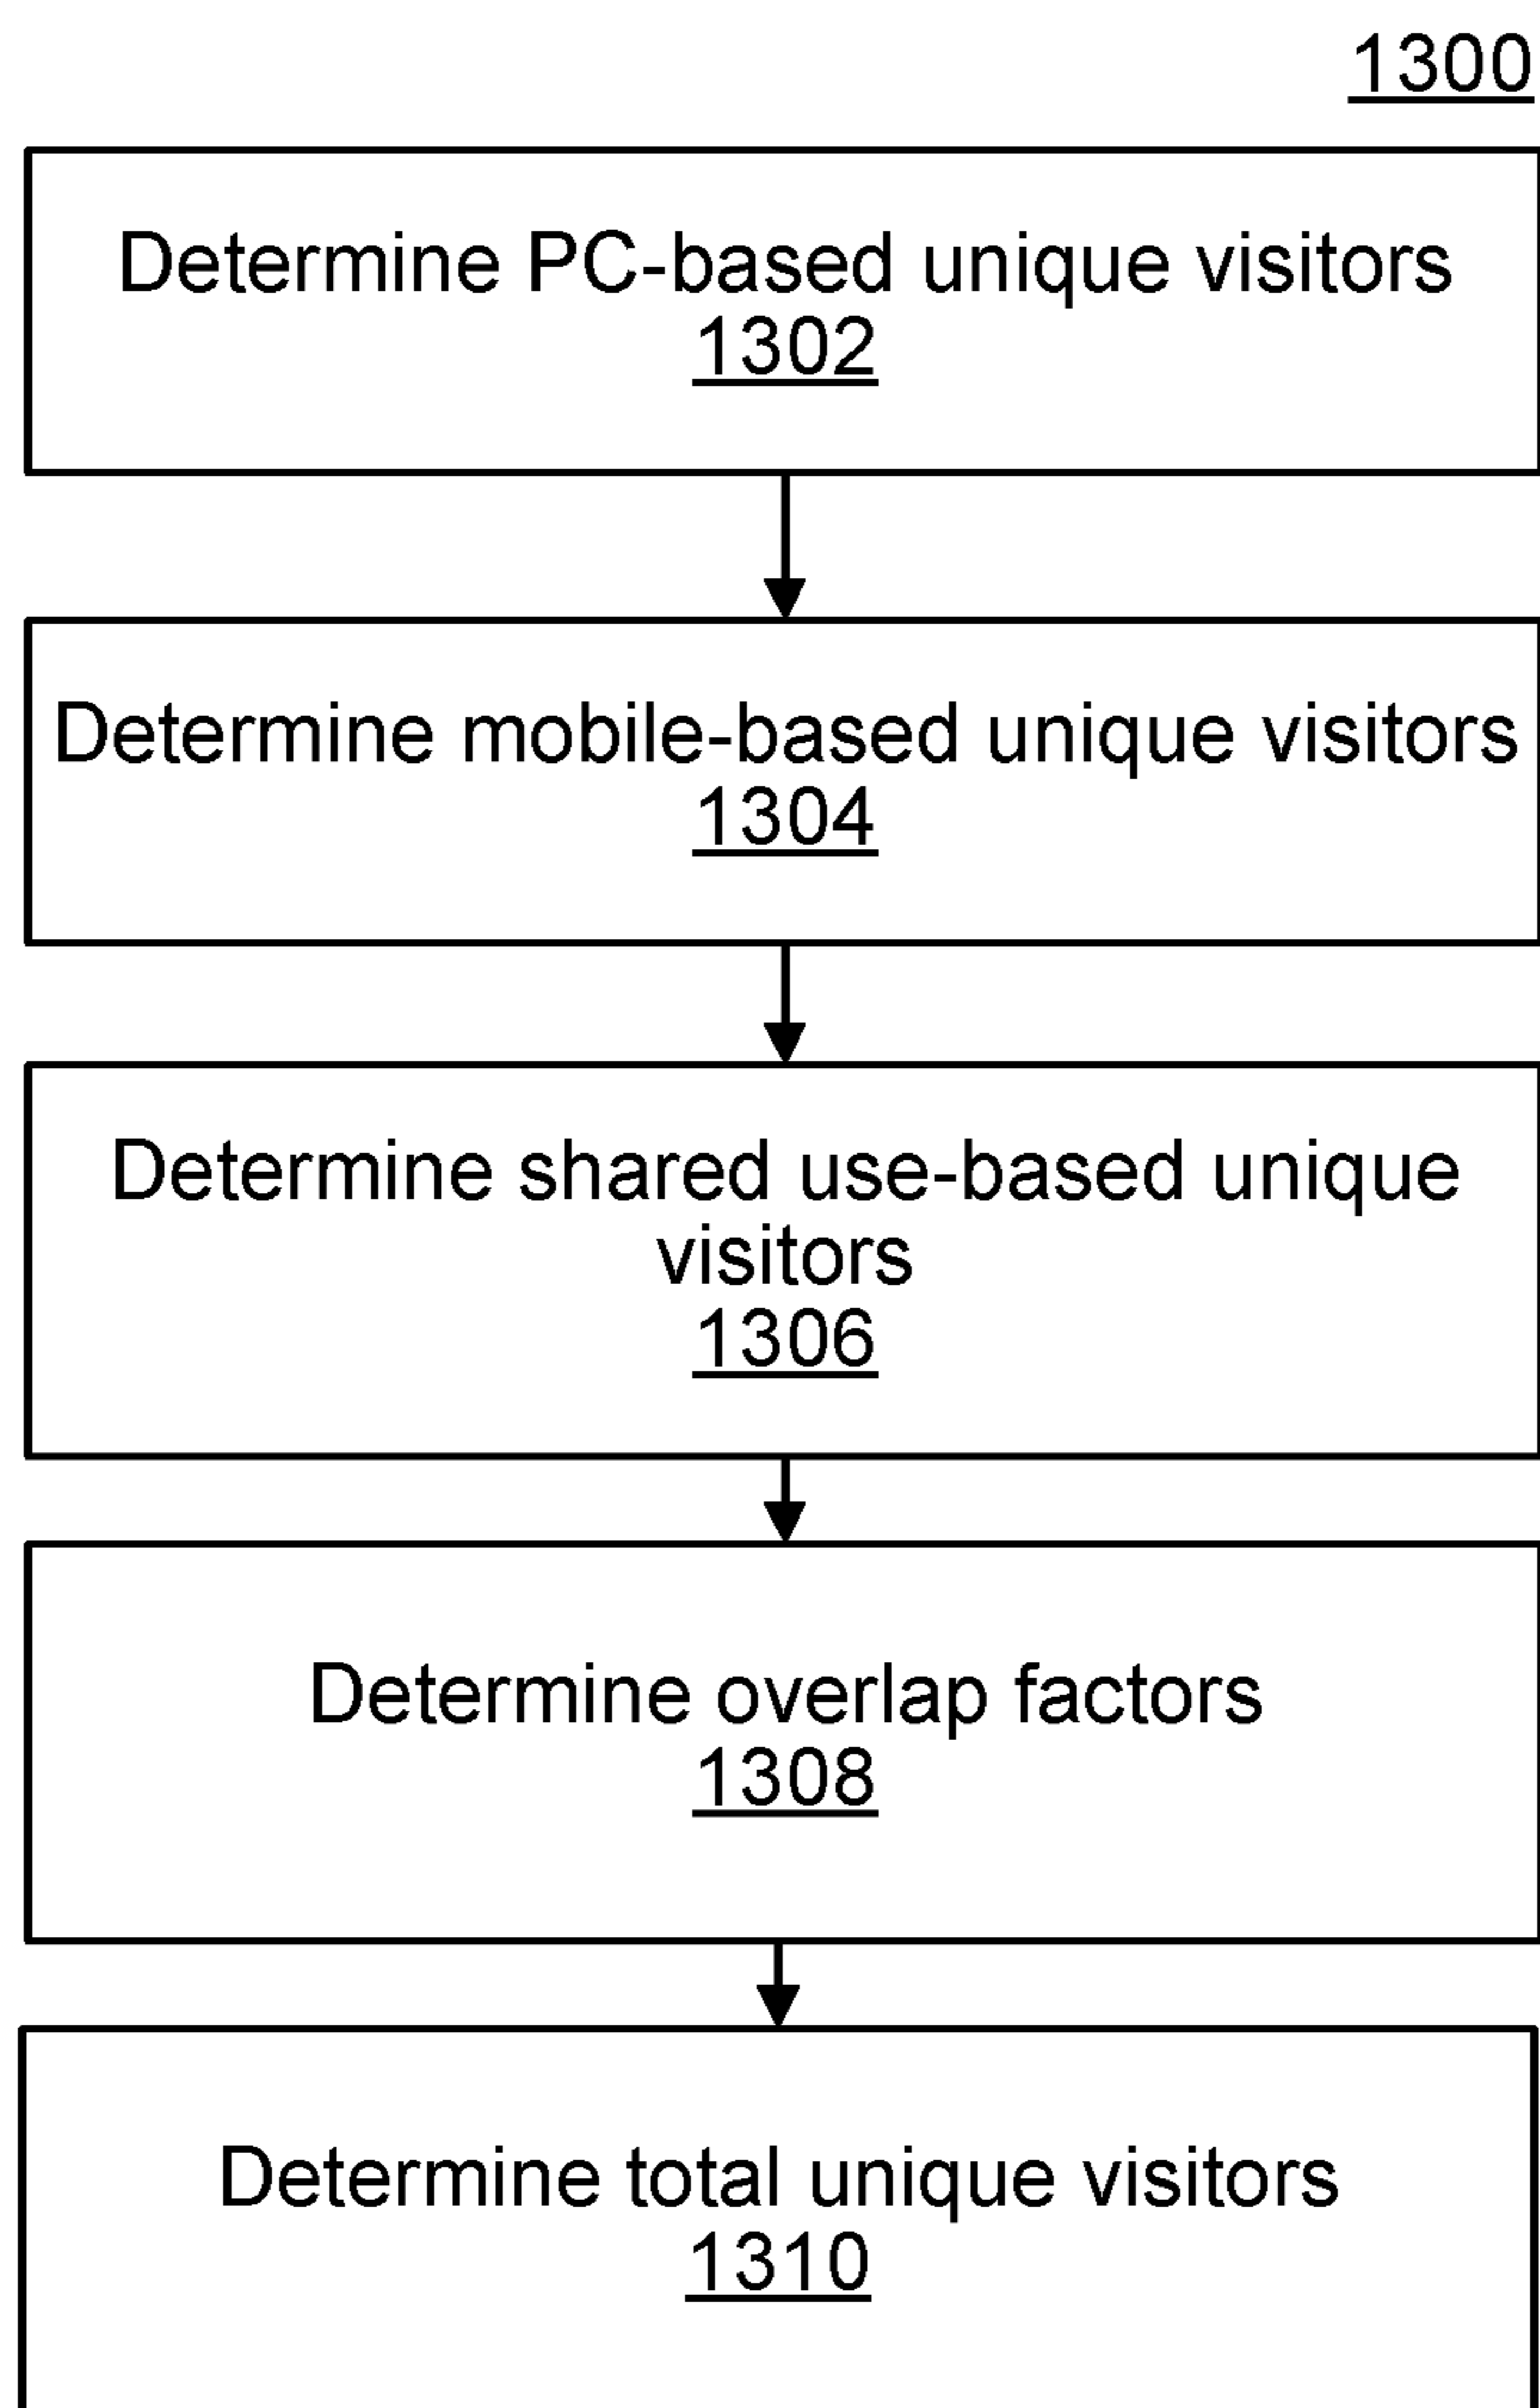 1300
Determine PC-based unique visitors
1302
Determine mobile-based unique visitors
1304
Determine shared use-based unique
visitors
1306
Determine overlap factors
1308
Determine total unique visitors
1310